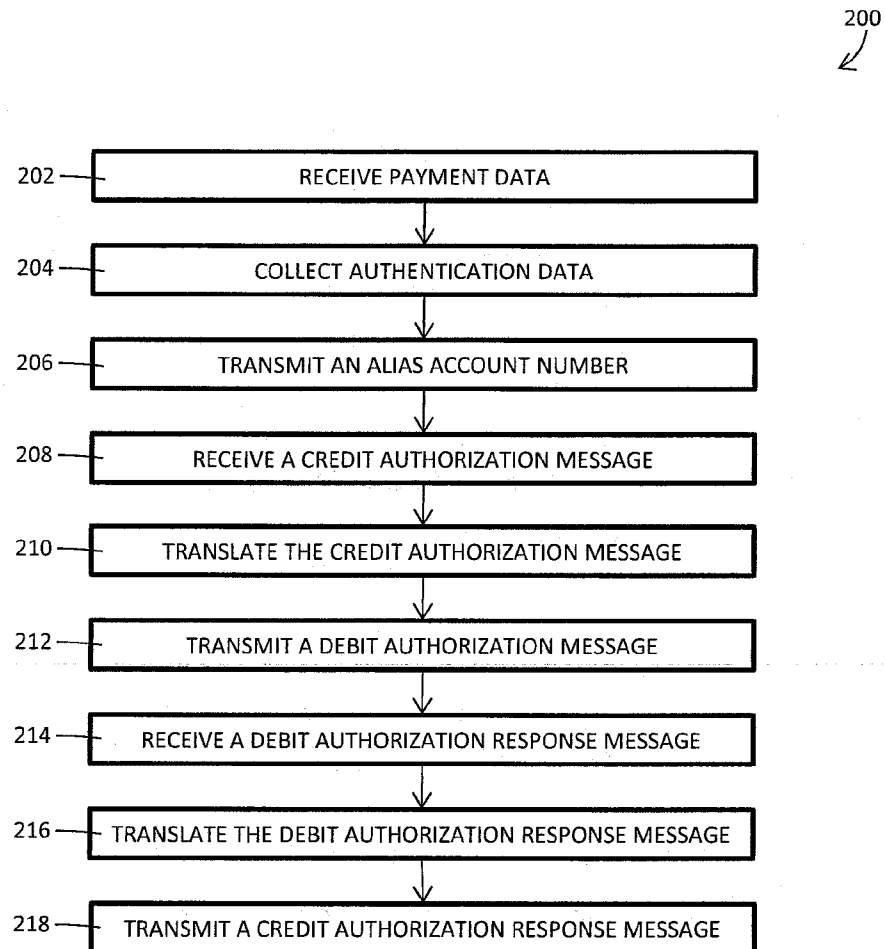 200
202 RECEIVE PAYMENT DATA
204 COLLECT AUTHENTICATION DATA
206 TRANSMIT AN ALIAS ACCOUNT NUMBER
208 RECEIVE A CREDIT AUTHORIZATION MESSAGE
210 TRANSLATE THE CREDIT AUTHORIZATION MESSAGE
212 TRANSMIT A DEBIT AUTHORIZATION MESSAGE
214 RECEIVE A DEBIT AUTHORIZATION RESPONSE MESSAGE
216 TRANSLATE THE DEBIT AUTHORIZATION RESPONSE MESSAGE
218 TRANSMIT A CREDIT AUTHORIZATION RESPONSE MESSAGE